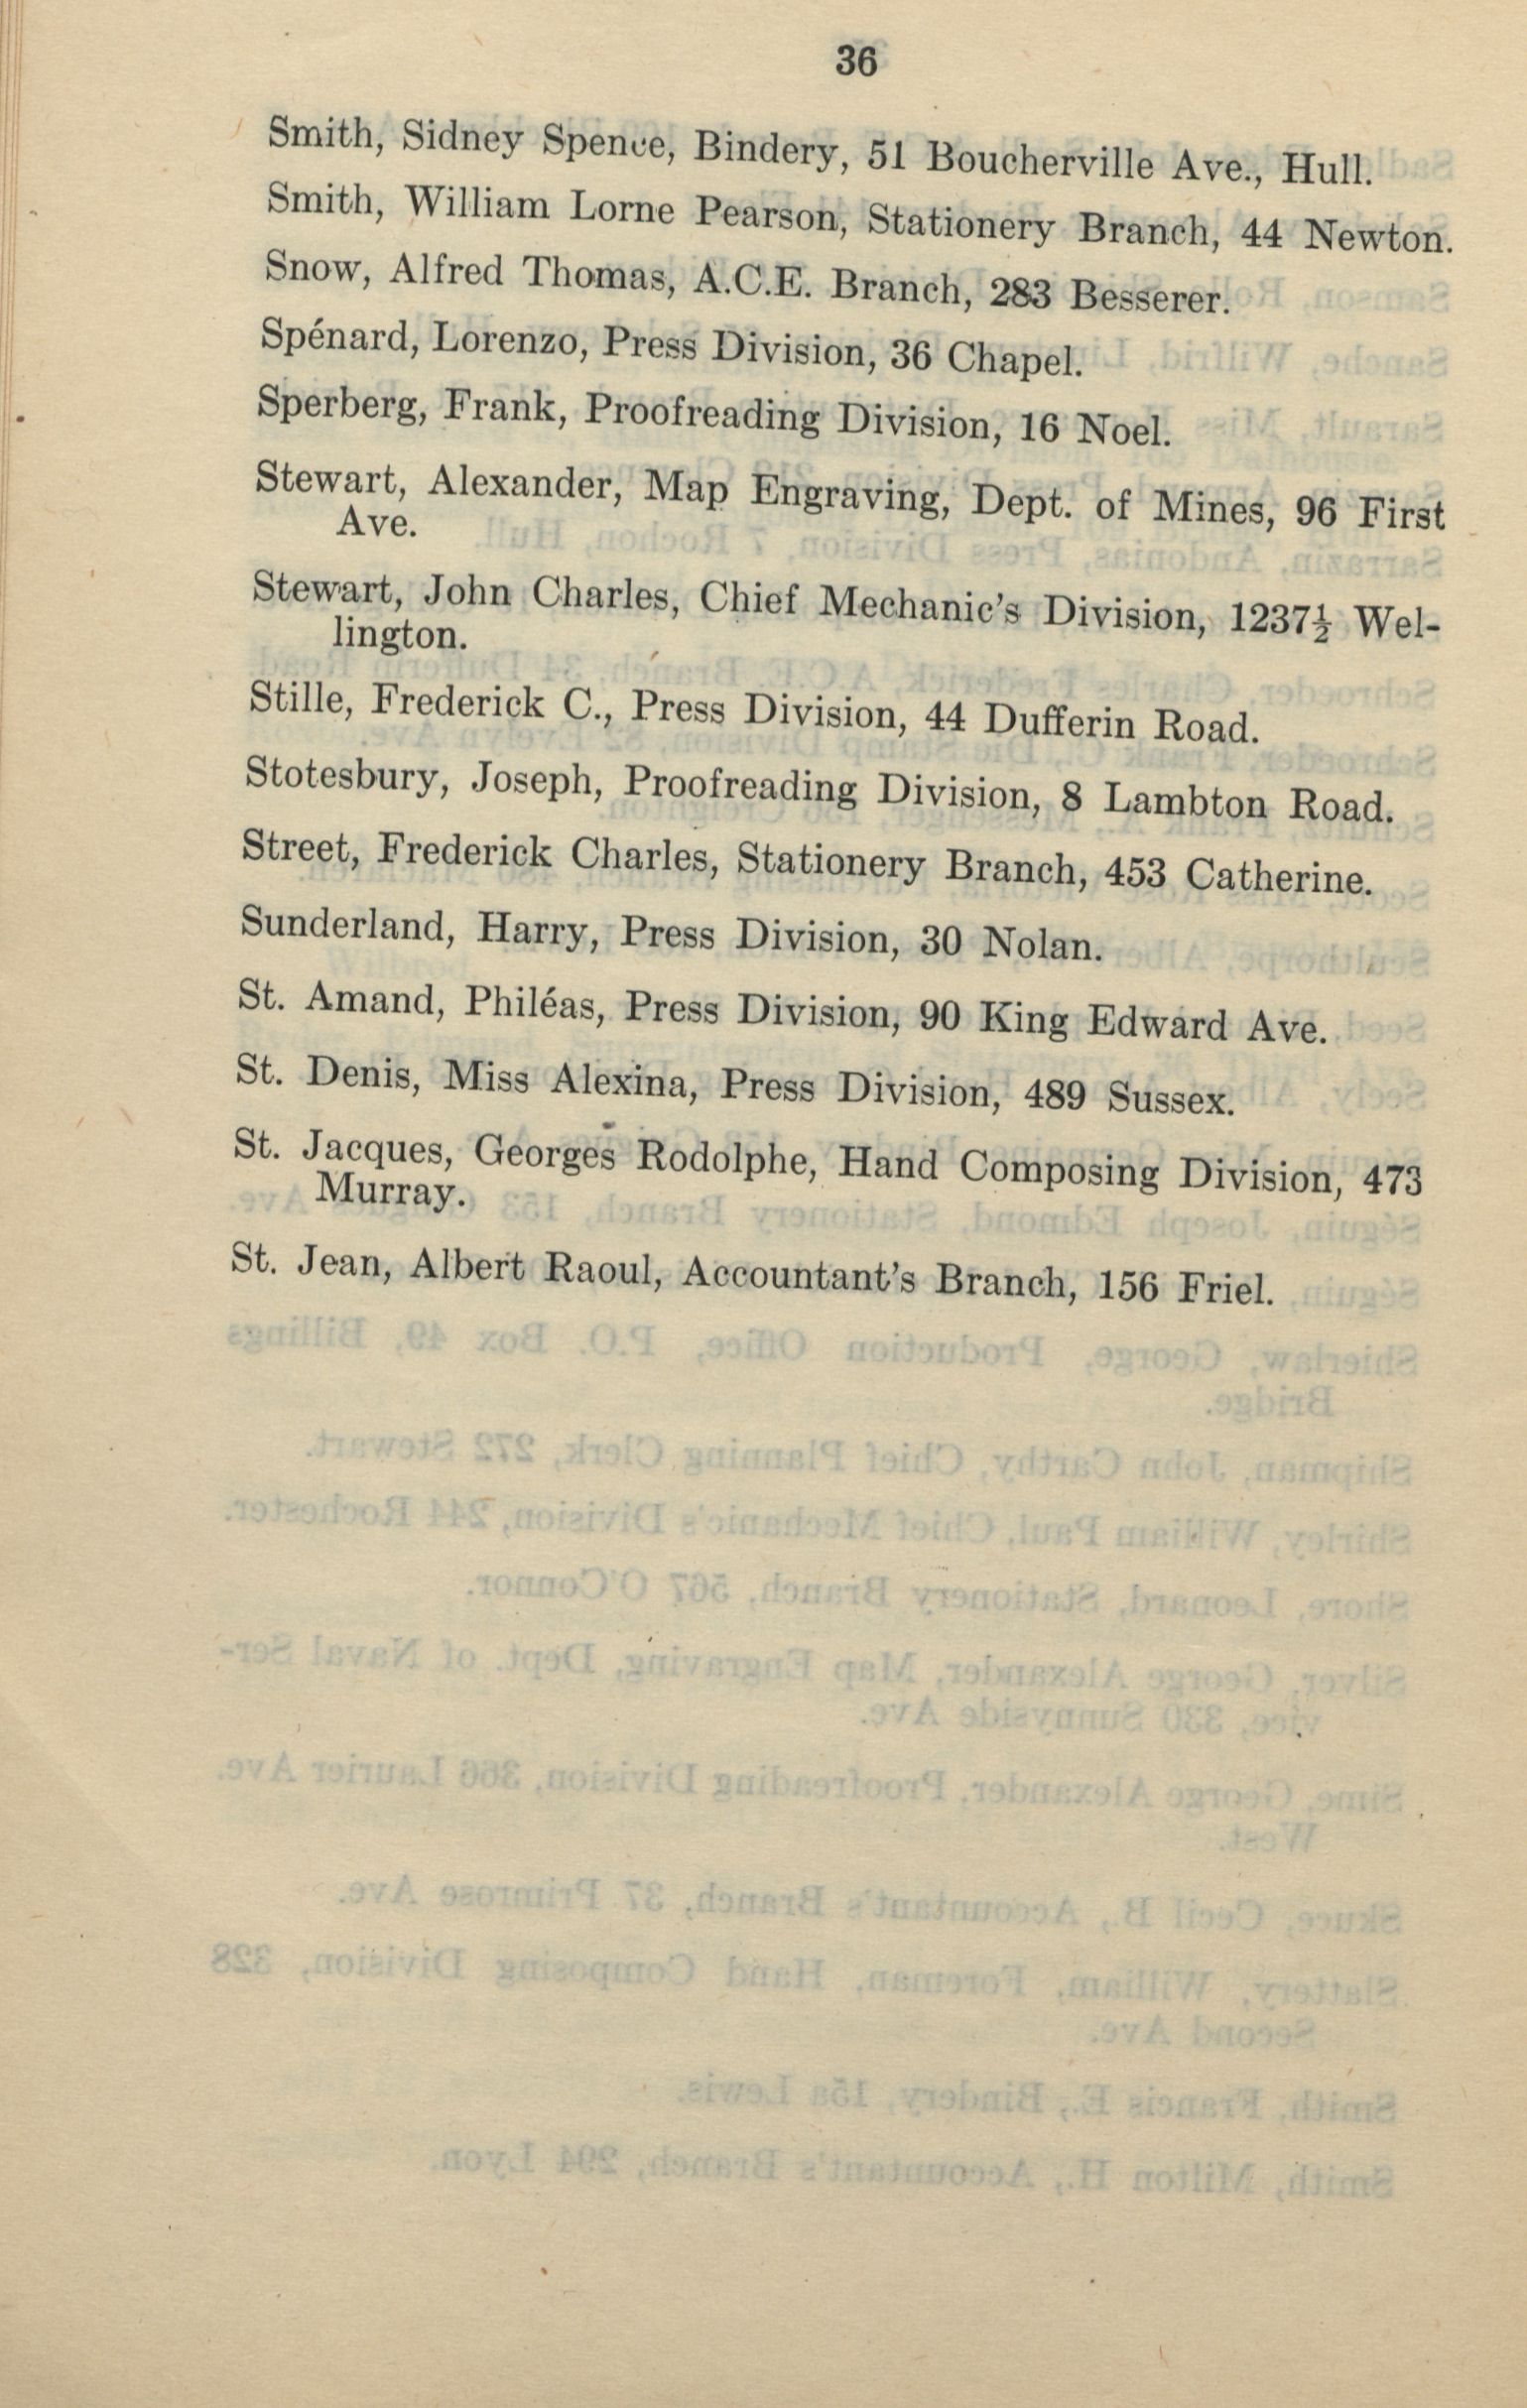 36
Smith, Sidney Spence, Bindery, 51 Boucherville Ave., Hull.
Smith, William Lorne Pearson, Stationery Branch, 44 Newton.
Snow, Alfred Thomas, A.C.E. Branch, 283 Besserer.
Spénard, Lorenzo, Press Division, 36 Chapel.
Sperberg, Frank, Proofreading Division, 16 Noel.
Stewart, Alexander, Map Engraving, Dept. of Mines, 96 First
Ave.
Stewart, John Charles, Chief Mechanic's Division, 1237½ Wel-
lington.
Stille, Frederick C., Press Division, 44 Dufferin Road.
Stotesbury, Joseph, Proofreading Division, 8 Lambton Road.
Street, Frederick Charles, Stationery Branch, 453 Catherine.
Sunderland, Harry, Press Division, 30 Nolan.
St. Amand, Philéas, Press Division, 90 King Edward Ave.
St. Denis, Miss Alexina, Press Division, 489 Sussex.
St. Jacques, Georges Rodolphe, Hand Composing Division, 473
Murray.
St. Jean, Albert Raoul, Accountant's Branch, 156 Friel.